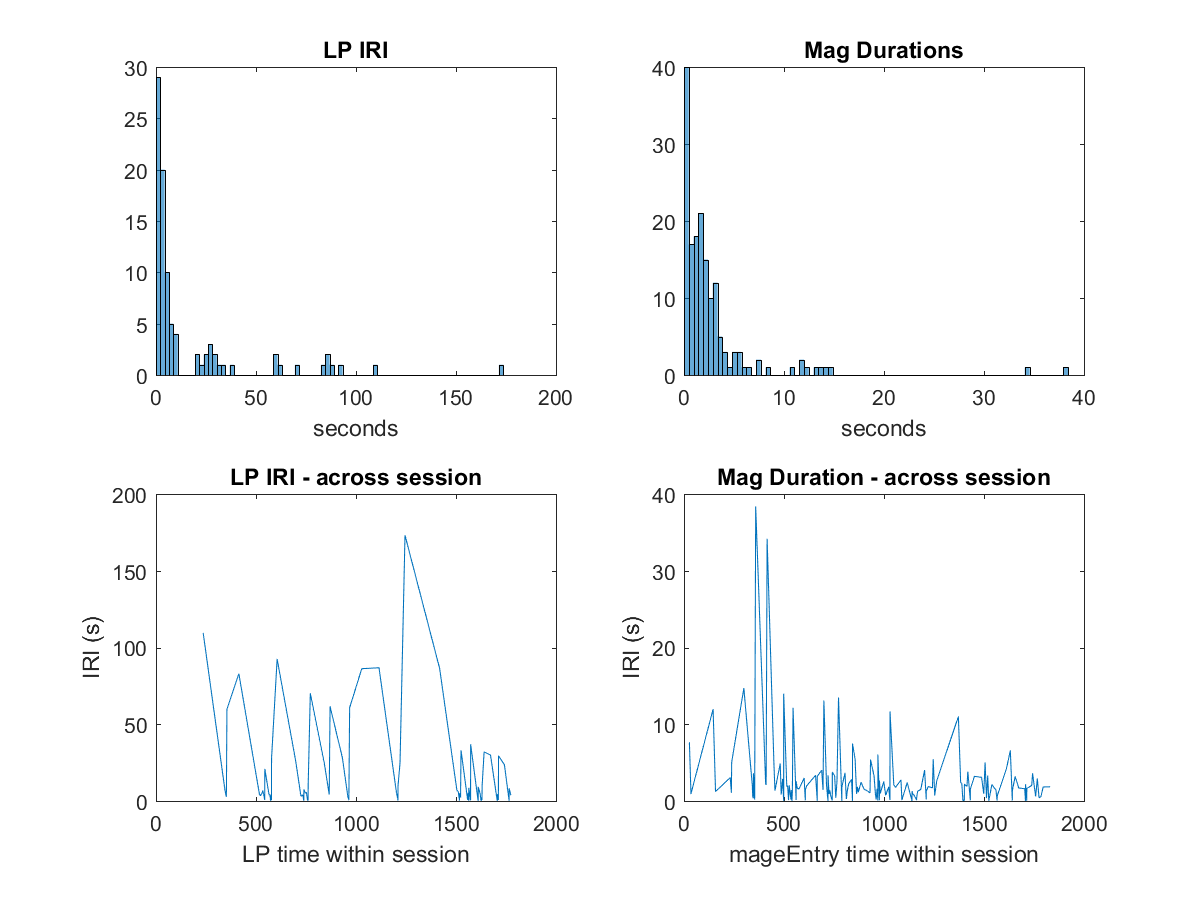 LP IRI
30
25
20
15
10
5
0
0 50 100 150 200
seconds
Mag Durations
40
30
20
10
0
0 10 20 30 40
seconds
LP IRI - across session
200
150
100
50
0
IRI (s)
0 500 1000 1500 2000
LP time within session
Mag Duration - across session
40
30
20
10
0
IRI (s)
0 500 1000 1500 2000
mageEntry time within session